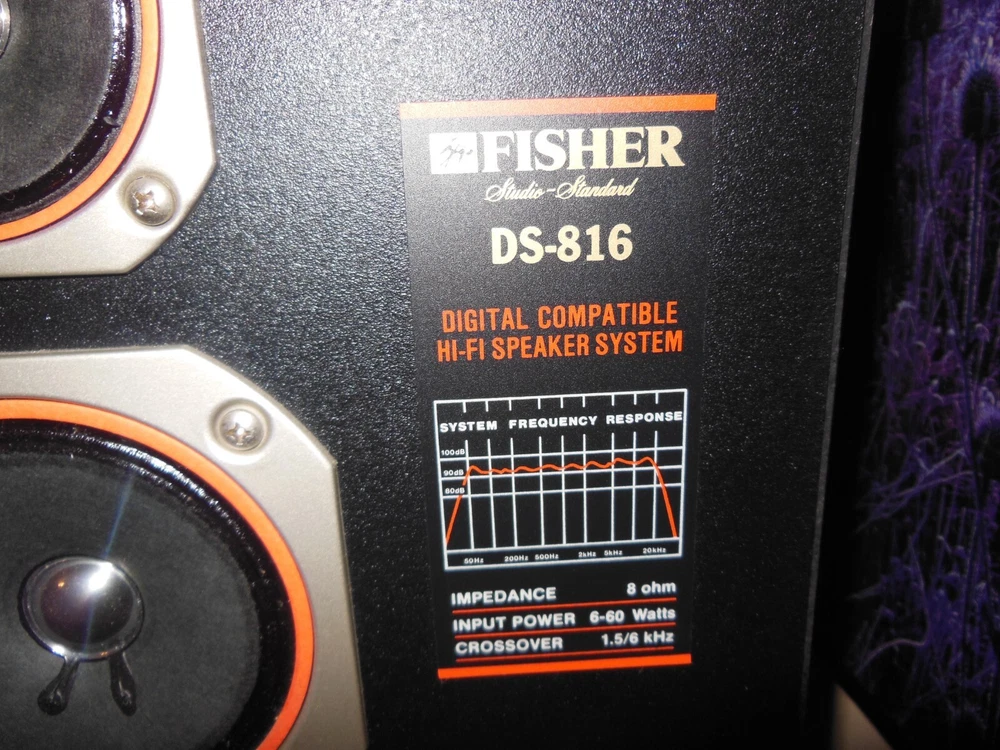 FISHER
Studio-Standard
DS-816
DIGITAL COMPATIBLE
HI-FI SPEAKER SYSTEM
SYSTEM FREQUENCY RESPONSE
100dB
90dB
80dB
50Hz 200Hz 500Hz 2kHz 5kHz 20kHz
IMPEDANCE 8 ohm
INPUT POWER 6-60 Watts
CROSSOVER 1.5/6 kHz